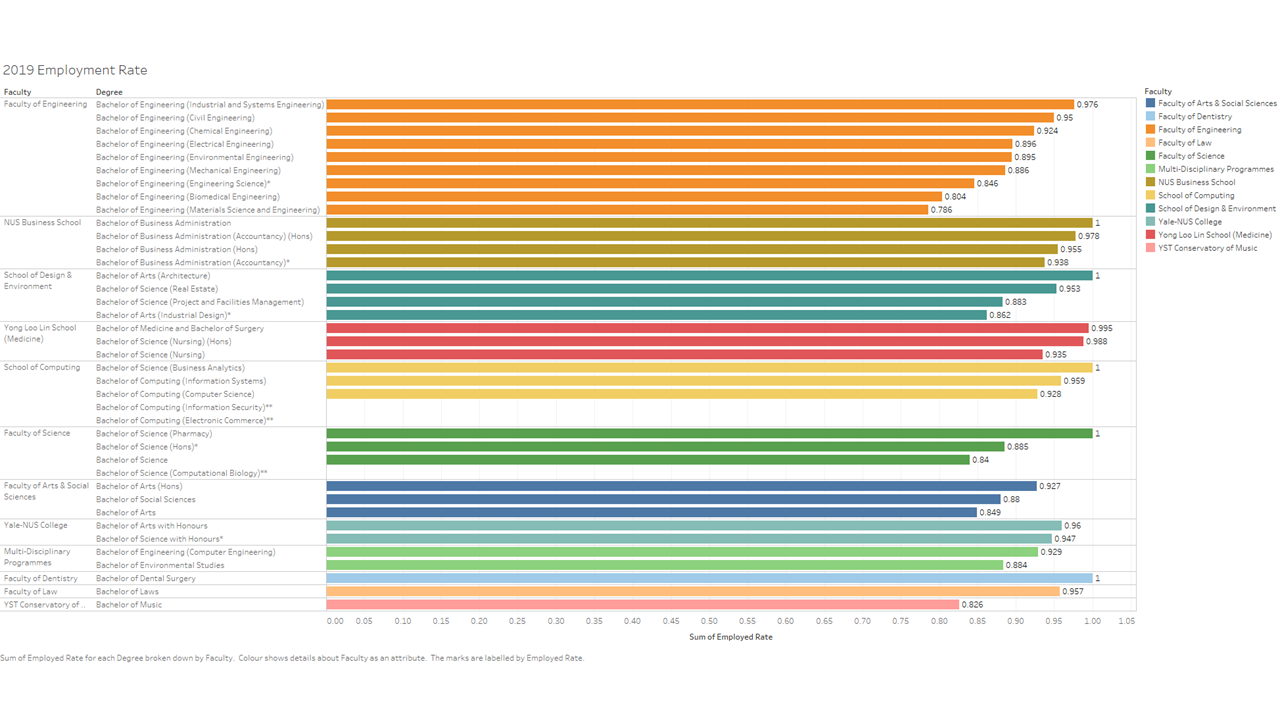 2019 Employment Rate
Faculty Degree
Faculty of Engineering Bachelor of Engineering (Industrial and Systems Engineering) 0.976
Bachelor of Engineering (Civil Engineering) 0.95
Bachelor of Engineering (Chemical Engineering) 0.924
Bachelor of Engineering (Electrical Engineering) 0.896
Bachelor of Engineering (Environmental Engineering) 0.895
Bachelor of Engineering (Mechanical Engineering) 0.886
Bachelor of Engineering (Engineering Science)* 0.846
Bachelor of Engineering (Biomedical Engineering) 0.804
Bachelor of Engineering (Materials Science and Engineering) 0.786
NUS Business School Bachelor of Business Administration 1
Bachelor of Business Administration (Accountancy) (Hons) 0.978
Bachelor of Business Administration (Hons) 0.955
Bachelor of Business Administration (Accountancy)* 0.938
School of Design & Bachelor of Arts (Architecture) 1
Environment Bachelor of Science (Real Estate) 0.953
Bachelor of Science (Project and Facilities Management) 0.883
Bachelor of Arts (Industrial Design)* 0.862
Yong Loo Lin School Bachelor of Medicine and Bachelor of Surgery 0.995
(Medicine) Bachelor of Science (Nursing) (Hons) 0.988
Bachelor of Science (Nursing) 0.935
School of Computing Bachelor of Science (Business Analytics) 1
Bachelor of Computing (Information Systems) 0.959
Bachelor of Computing (Computer Science) 0.928
Bachelor of Computing (Information Security)**
Bachelor of Computing (Electronic Commerce)**
Faculty of Science Bachelor of Science (Pharmacy) 1
Bachelor of Science (Hons)* 0.885
Bachelor of Science 0.84
Bachelor of Science (Computational Biology)**
Faculty of Arts & Social Bachelor of Arts (Hons) 0.927
Sciences Bachelor of Social Sciences 0.88
Bachelor of Arts 0.849
Yale-NUS College Bachelor of Arts with Honours 0.96
Bachelor of Science with Honours* 0.947
Multi-Disciplinary Bachelor of Engineering (Computer Engineering) 0.929
Programmes Bachelor of Environmental Studies 0.884
Faculty of Dentistry Bachelor of Dental Surgery 1
Faculty of Law Bachelor of Laws 0.957
YST Conservatory of .. Bachelor of Music 0.826
0.00 0.05 0.10 0.15 0.20 0.25 0.30 0.35 0.40 0.45 0.50 0.55 0.60 0.65 0.70 0.75 0.80 0.85 0.90 0.95 1.00 1.05
Sum of Employed Rate
Sum of Employed Rate for each Degree broken down by Faculty. Colour shows details about Faculty as an attribute. The marks are labelled by Employed Rate.
Faculty
Faculty of Arts & Social Sciences
Faculty of Dentistry
Faculty of Engineering
Faculty of Law
Faculty of Science
Multi-Disciplinary Programmes
NUS Business School
School of Computing
School of Design & Environment
Yale-NUS College
Yong Loo Lin School (Medicine)
YST Conservatory of Music